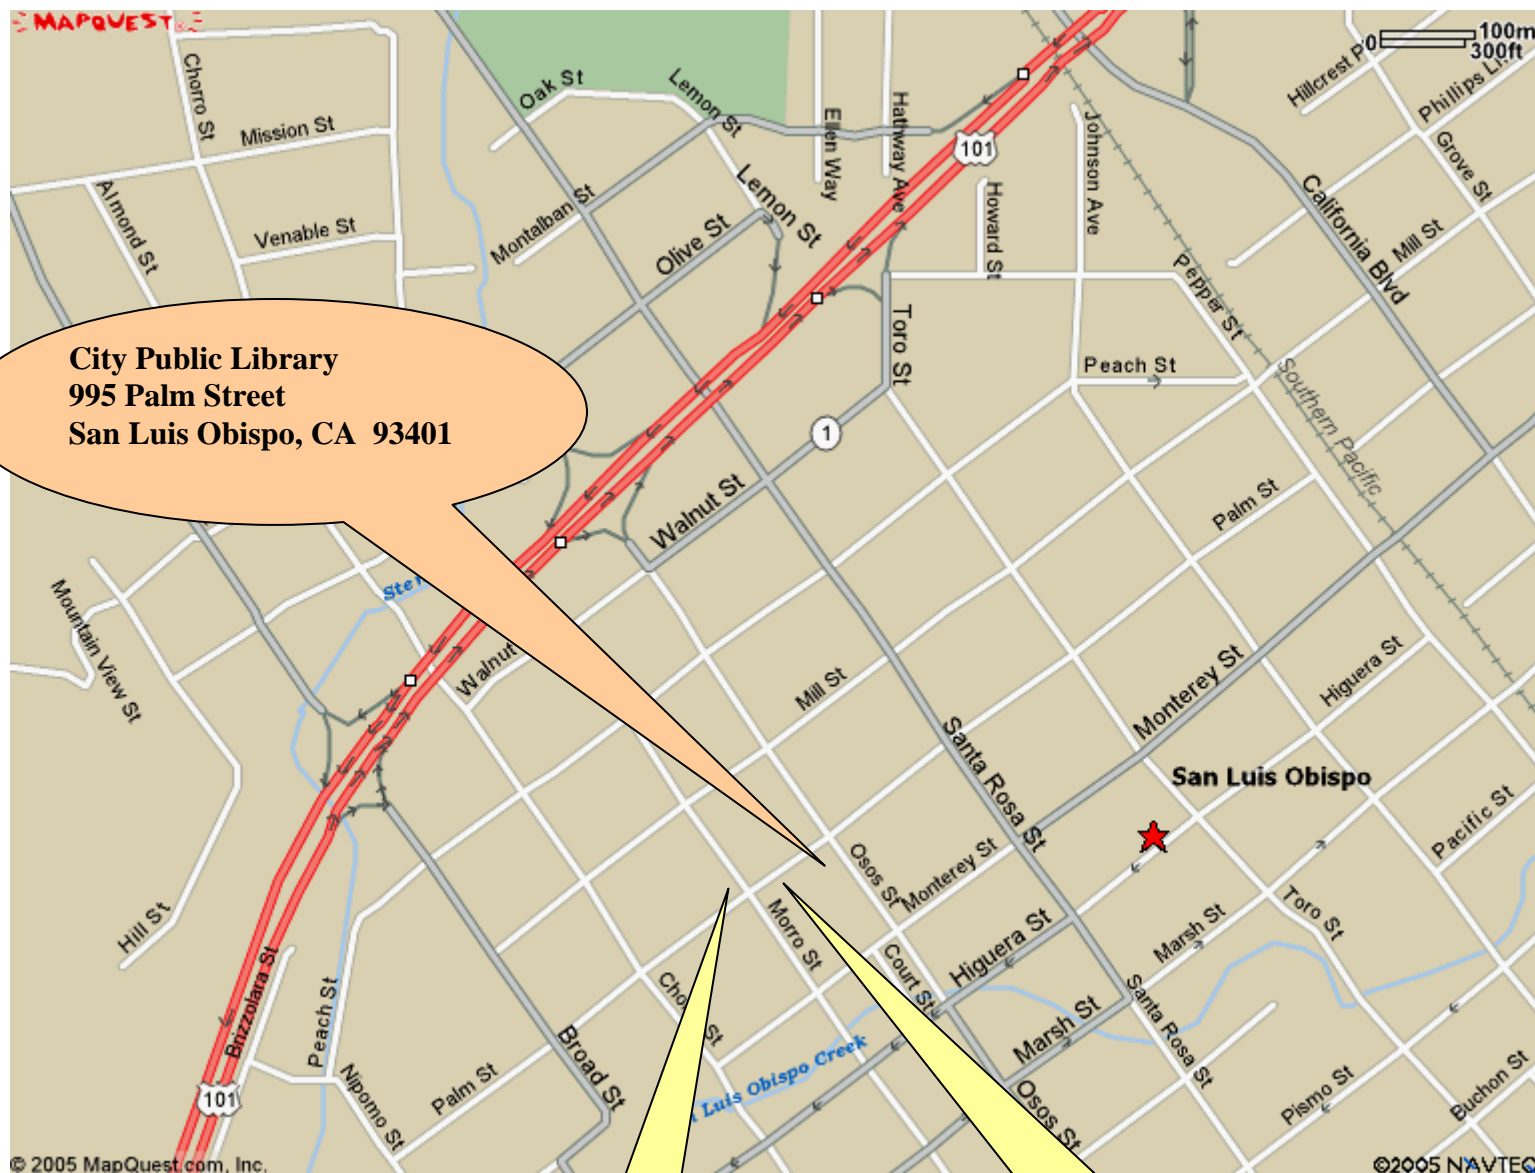 MAPQUEST
0
100m
300ft
Chorro St
Mission St
Almond St
Venable St
Oak St
Lemon St
Montalban St
Olive St
Lemon St
Ellen Way
Hathway Ave
101
Howard St
Johnson Ave
Hillcrest P
Phillips Ln
Grove St
California Blvd
Mill St
Pepper St
Toro St
Peach St
Southern Pacific
City Public Library
995 Palm Street
San Luis Obispo, CA 93401
1
Walnut St
Palm St
Mountain View St
Walnut
Mill St
Santa Rosa St
Monterey St
Higuera St
San Luis Obispo
Pacific St
Osos St
Monterey St
Hill St
Morro St
Court St
Higuera St
Marsh St
Toro St
Brizzolara St
Peach St
Broad St
Marsh St
Santa Rosa St
Luis Obispo Creek
101
Nipomo St
Palm St
Osos St
Pismo St
Buchon St
© 2005 MapQuest.com, Inc.
©2005 NAVTEQ